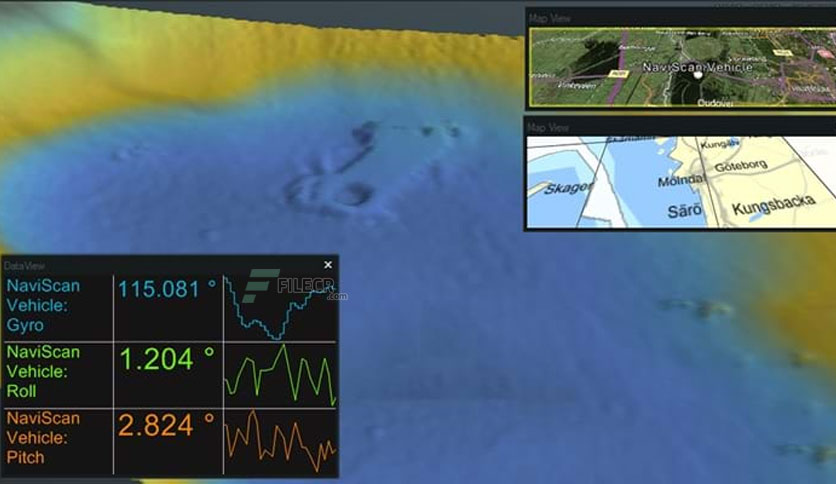 Map View
NaviScan Vehicle
Dudovei
Map View
Kungälv
Göteborg
Skager
Mölndal
Särö
Kungsbacka
DataView
NaviScan
Vehicle:
Gyro
115.081 °
NaviScan
Vehicle:
Roll
1.204 °
NaviScan
Vehicle:
Pitch
2.824 °
FILECR
.com